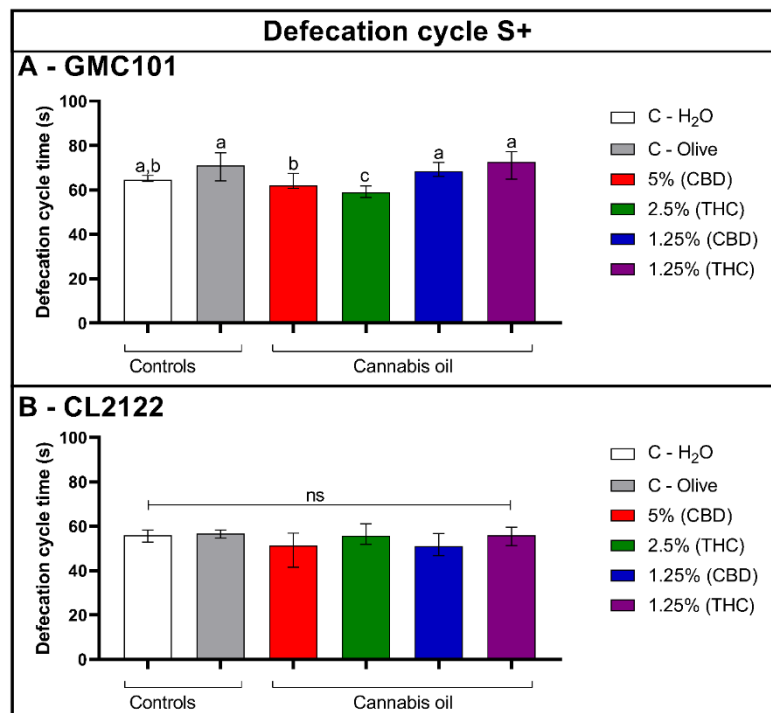 Defecation cycle S+
A - GMC101
Defecation cycle time (s)
100
80
60
40
20
0
a,b
a
b
c
a
a
Controls
Cannabis oil
C - H₂O
C - Olive
5% (CBD)
2.5% (THC)
1.25% (CBD)
1.25% (THC)
B - CL2122
Defecation cycle time (s)
100
80
60
40
20
0
ns
Controls
Cannabis oil
C - H₂O
C - Olive
5% (CBD)
2.5% (THC)
1.25% (CBD)
1.25% (THC)